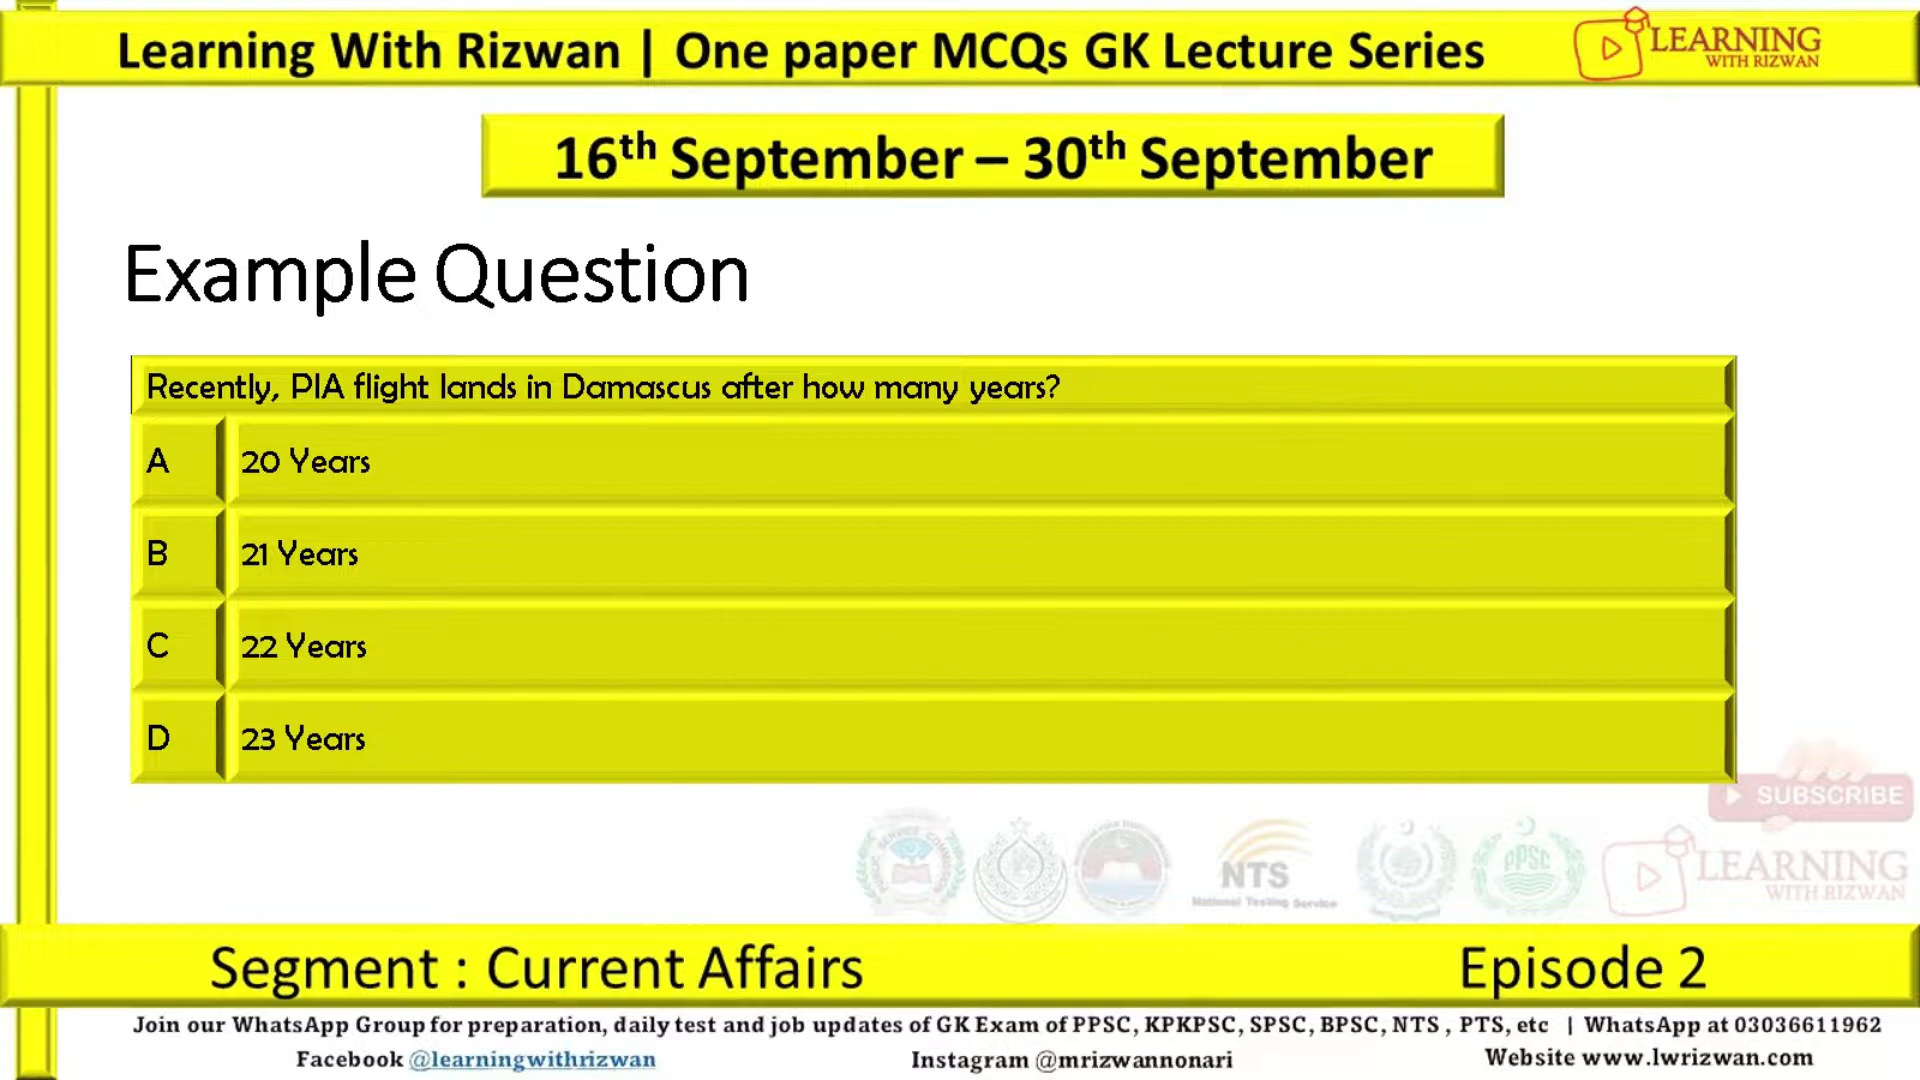 Learning With Rizwan | One paper MCQs GK Lecture Series
LEARNING
WITH RIZWAN
16th September – 30th September
Example Question
Recently, PIA flight lands in Damascus after how many years?
A 20 Years
B 21 Years
C 22 Years
D 23 Years
SUBSCRIBE
NTS
National Testing Service
PPSC
LEARNING
WITH RIZWAN
Segment : Current Affairs Episode 2
Join our WhatsApp Group for preparation, daily test and job updates of GK Exam of PPSC, KPKPSC, SPSC, BPSC, NTS , PTS, etc | WhatsApp at 03036611962
Facebook @learningwithrizwan Instagram @mrizwannonari Website www.lwrizwan.com